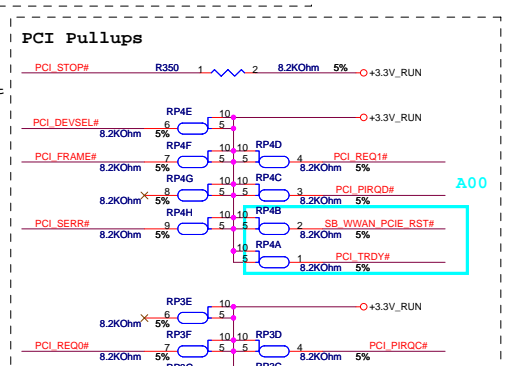 PCI Pullups
PCI_STOP# R350 1 2 8.2KOhm 5% +3.3V_RUN
RP4E 10 +3.3V_RUN
PCI_DEVSEL# 6 5
8.2KOhm 5%
RP4F 10 10 RP4D
PCI_FRAME# 7 5 5 4 PCI_REQ1#
8.2KOhm 5% 8.2KOhm 5%
RP4G 10 10 RP4C A00
8 5 5 3 PCI_PIRQD#
8.2KOhm 5% 8.2KOhm 5%
RP4H 10 10 RP4B
PCI_SERR# 9 5 5 2 SB_WWAN_PCIE_RST#
8.2KOhm 5% 8.2KOhm 5%
10 RP4A
5 1 PCI_TRDY#
8.2KOhm 5%
RP3E 10 +3.3V_RUN
6 5
8.2KOhm 5%
RP3F 10 10 RP3D
PCI_REQ0# 7 5 5 4 PCI_PIRQC#
8.2KOhm 5% 8.2KOhm 5%